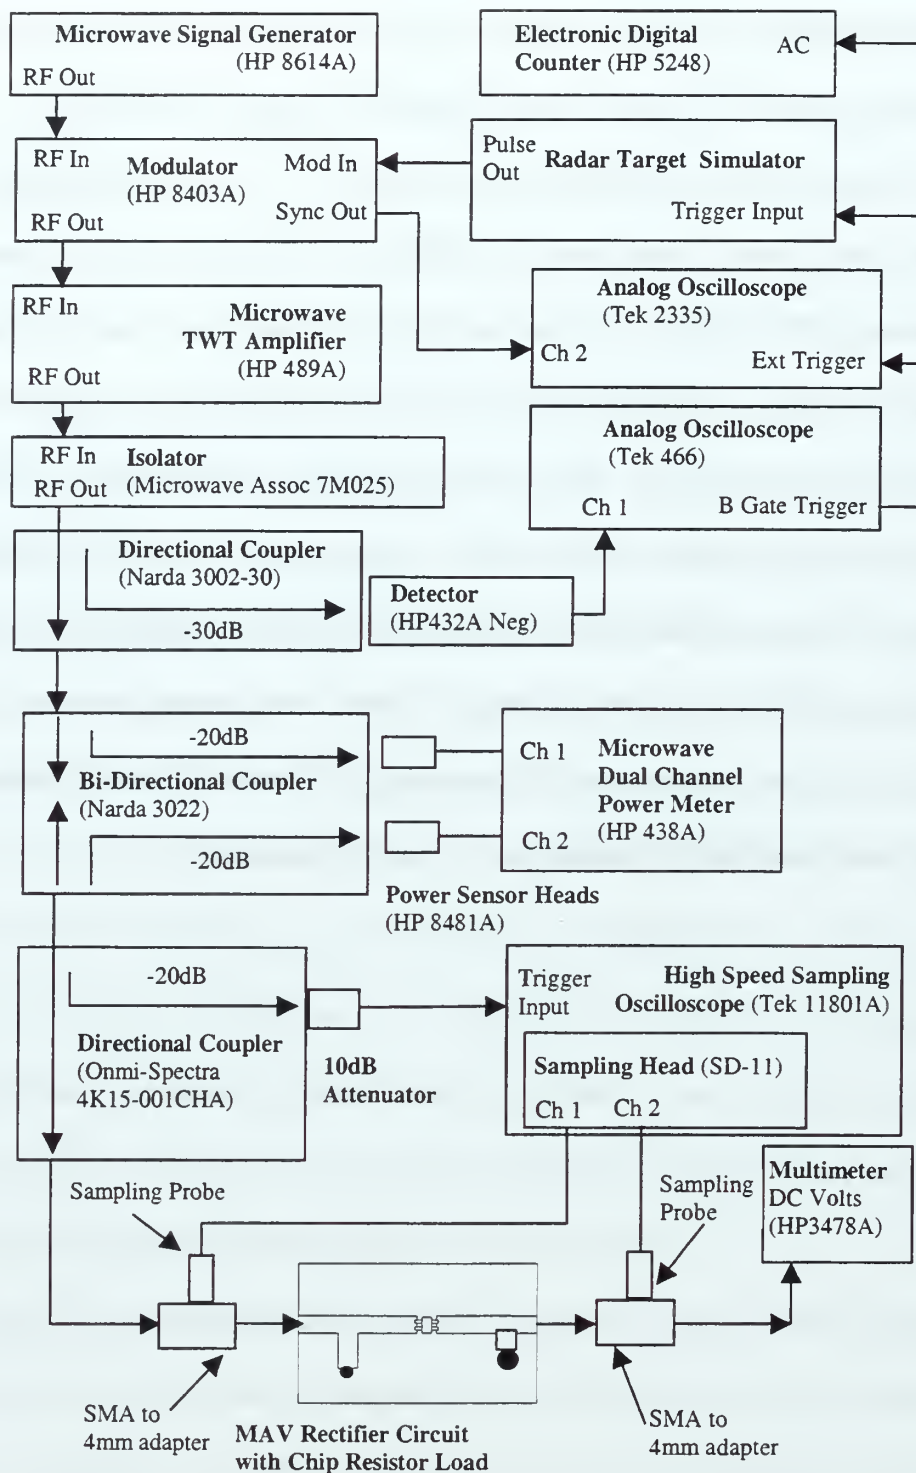 Microwave Signal Generator
(HP 8614A)
RF Out
Electronic Digital
Counter (HP 5248)
AC
RF In
Modulator
(HP 8403A)
Mod In
Sync Out
RF Out
Pulse
Out
Radar Target Simulator
Trigger Input
RF In
Microwave
TWT Amplifier
(HP 489A)
RF Out
Analog Oscilloscope
(Tek 2335)
Ch 2
Ext Trigger
RF In
RF Out
Isolator
(Microwave Assoc 7M025)
Analog Oscilloscope
(Tek 466)
Ch 1
B Gate Trigger
Directional Coupler
(Narda 3002-30)
-30dB
Detector
(HP432A Neg)
-20dB
Bi-Directional Coupler
(Narda 3022)
-20dB
Ch 1
Microwave
Dual Channel
Power Meter
(HP 438A)
Ch 2
Power Sensor Heads
(HP 8481A)
-20dB
Directional Coupler
(Onmi-Spectra
4K15-001CHA)
10dB
Attenuator
Trigger
Input
High Speed Sampling
Oscilloscope (Tek 11801A)
Sampling Head (SD-11)
Ch 1
Ch 2
Sampling Probe
Sampling
Probe
Multimeter
DC Volts
(HP3478A)
SMA to
4mm adapter
MAV Rectifier Circuit
with Chip Resistor Load
SMA to
4mm adapter